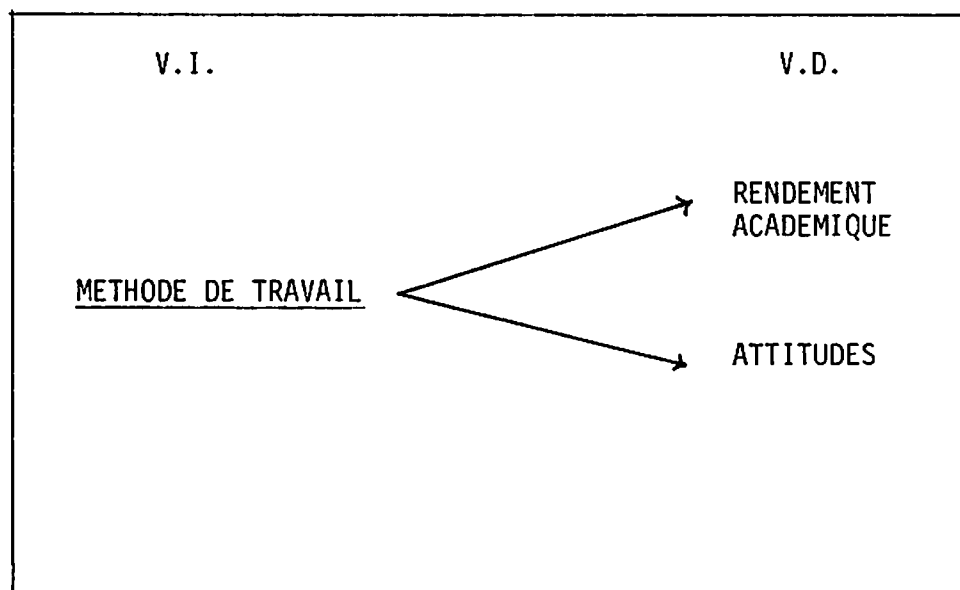 V.I.
V.D.
RENDEMENT
ACADEMIQUE
METHODE DE TRAVAIL
ATTITUDES